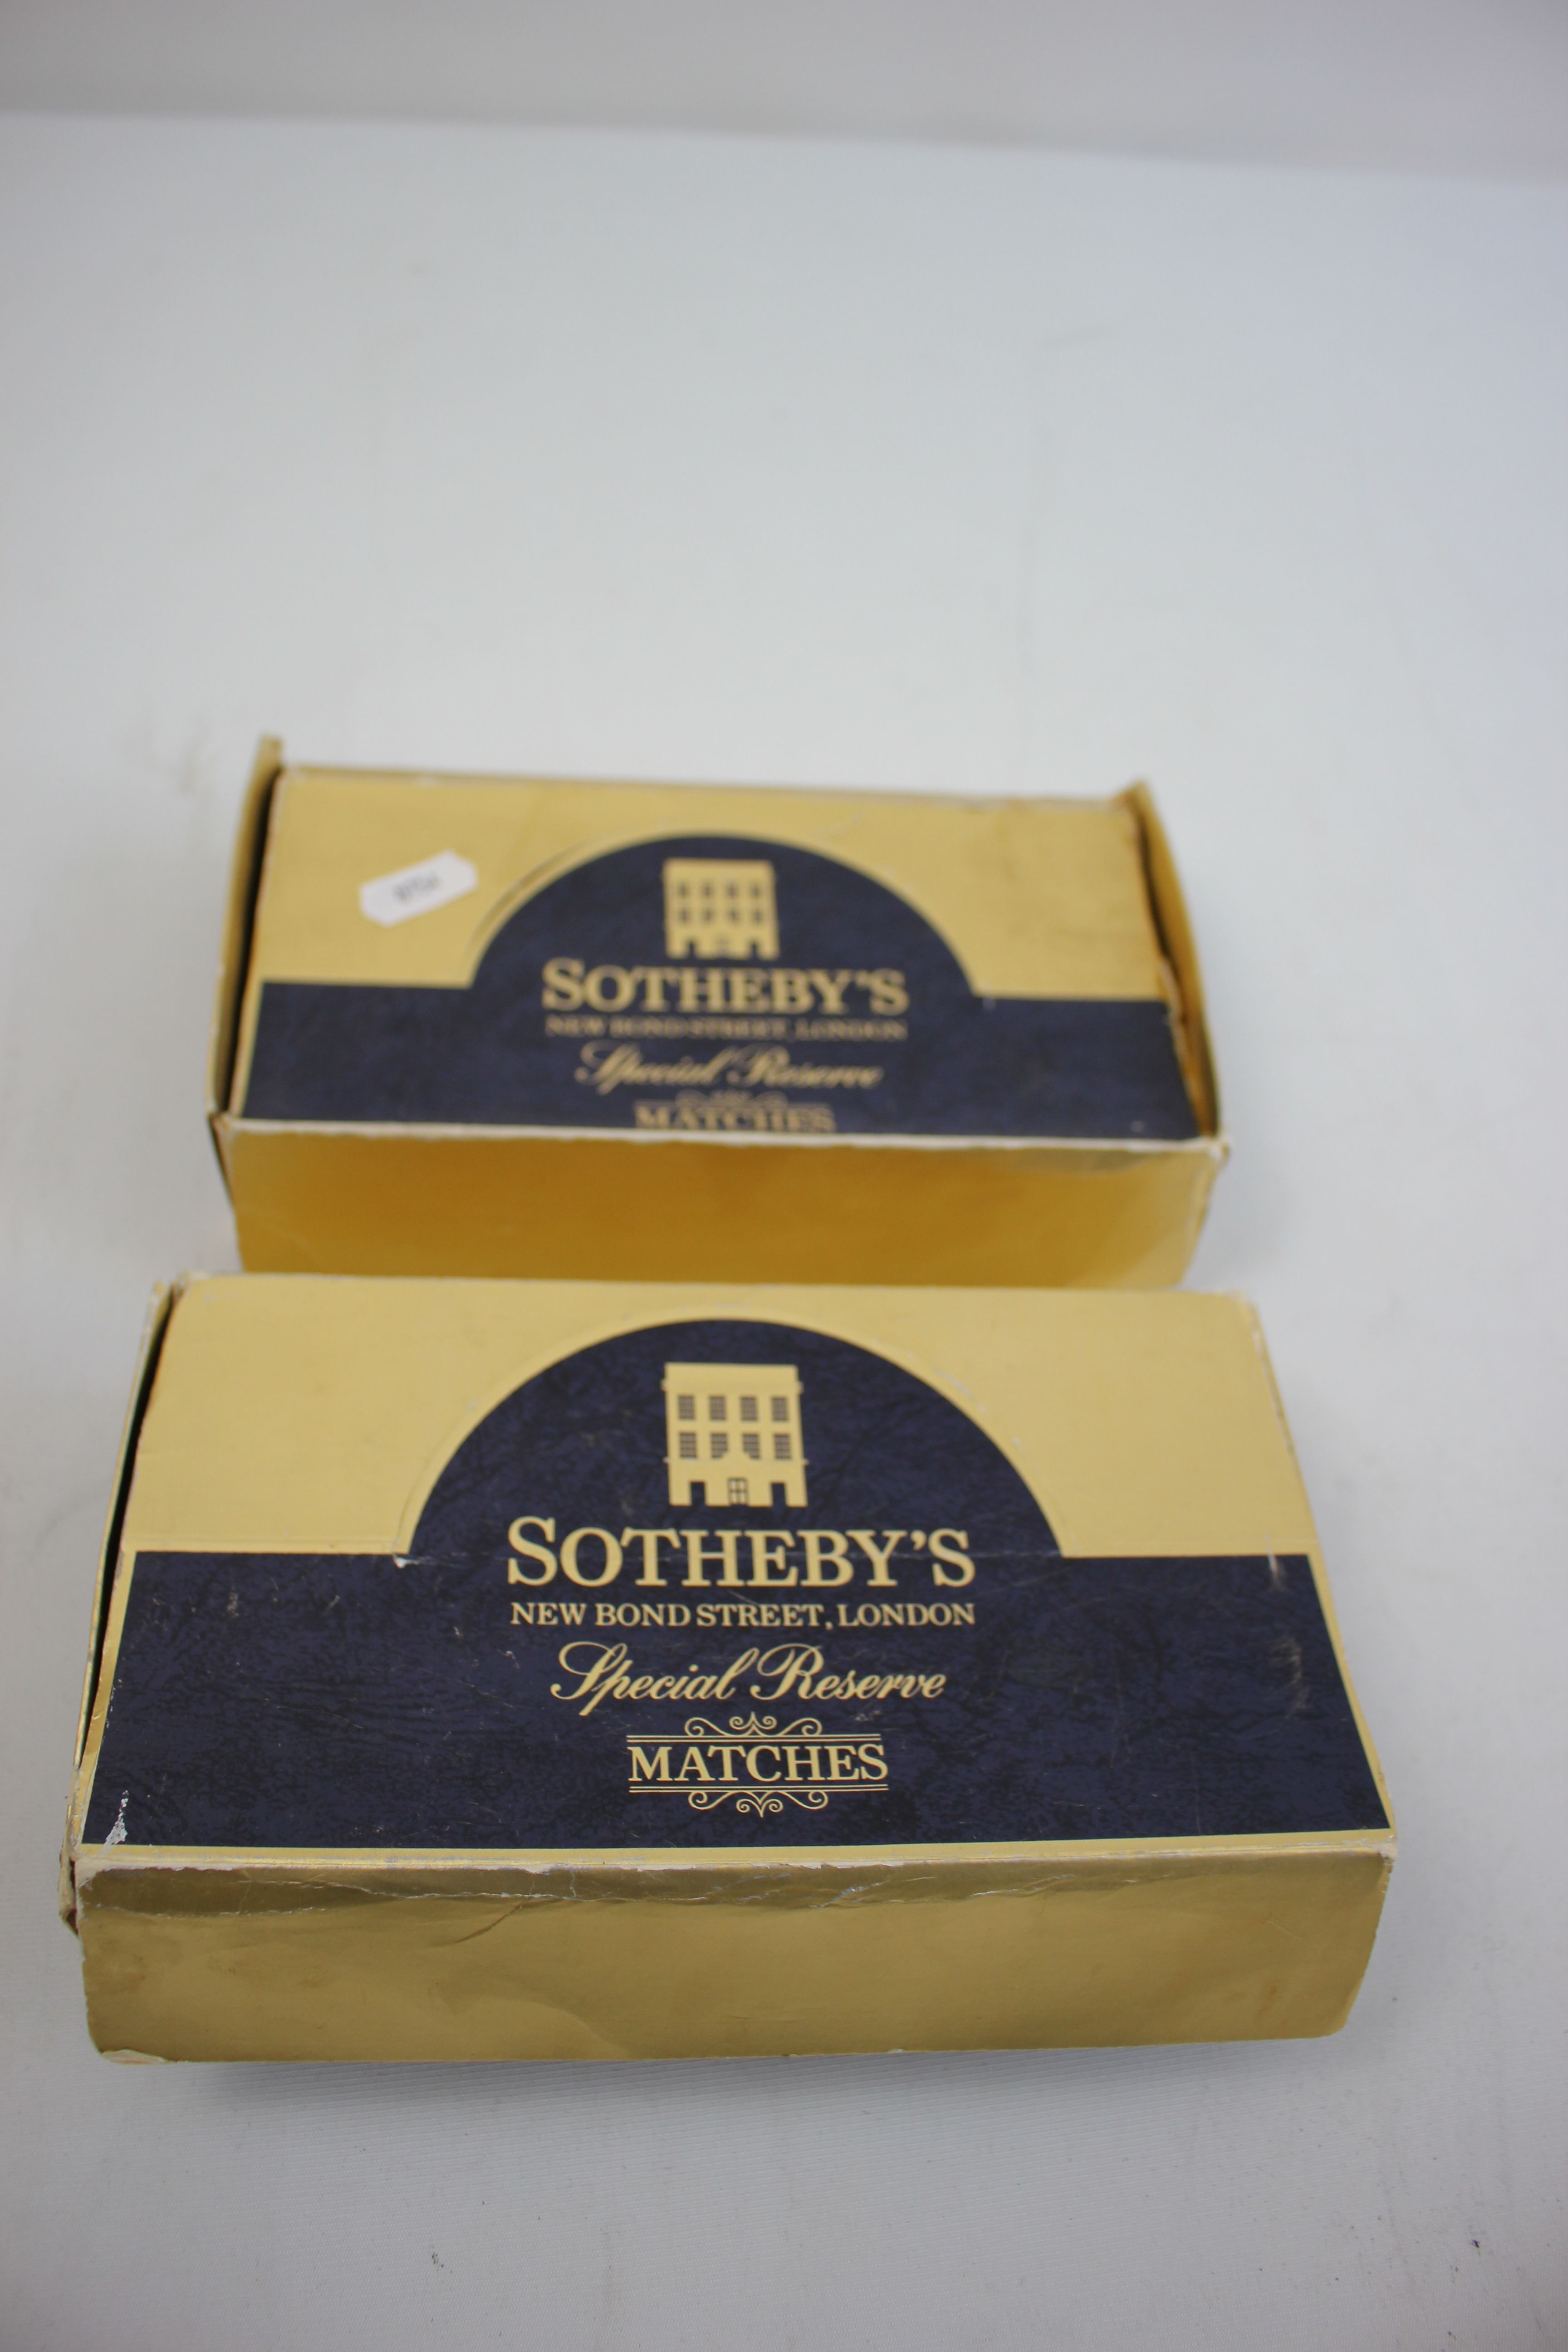 SOTHEBY'S
NEW BOND STREET, LONDON
Special Reserve
MATCHES
SOTHEBY'S
NEW BOND STREET, LONDON
Special Reserve
MATCHES